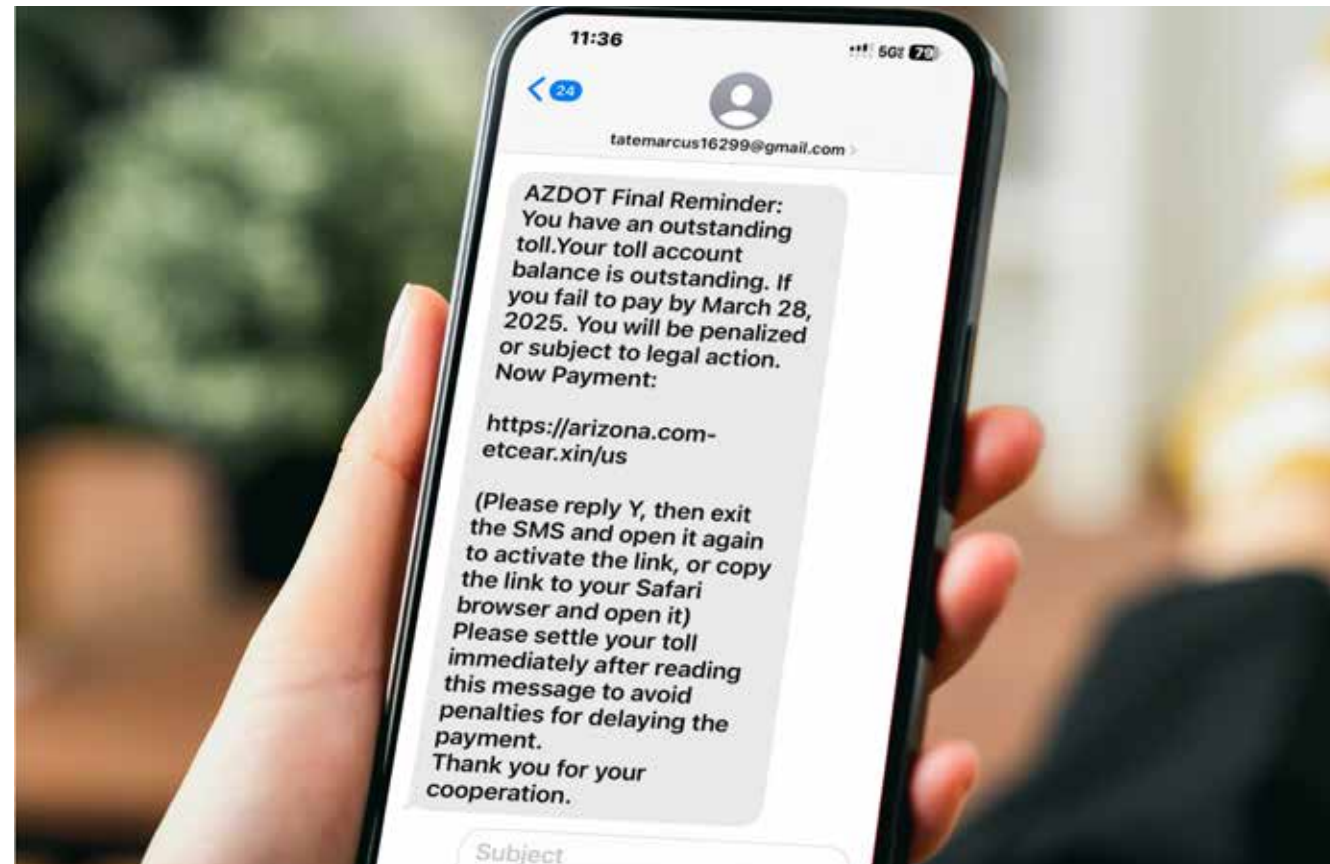 11:36
5GE 79
24
tatemarcus16299@gmail.com
AZDOT Final Reminder:
You have an outstanding
toll.Your toll account
balance is outstanding. If
you fail to pay by March 28,
2025. You will be penalized
or subject to legal action.
Now Payment:
https://arizona.com-
etcear.xin/us
(Please reply Y, then exit
the SMS and open it again
to activate the link, or copy
the link to your Safari
browser and open it)
Please settle your toll
immediately after reading
this message to avoid
penalties for delaying the
payment.
Thank you for your
cooperation.
Subject